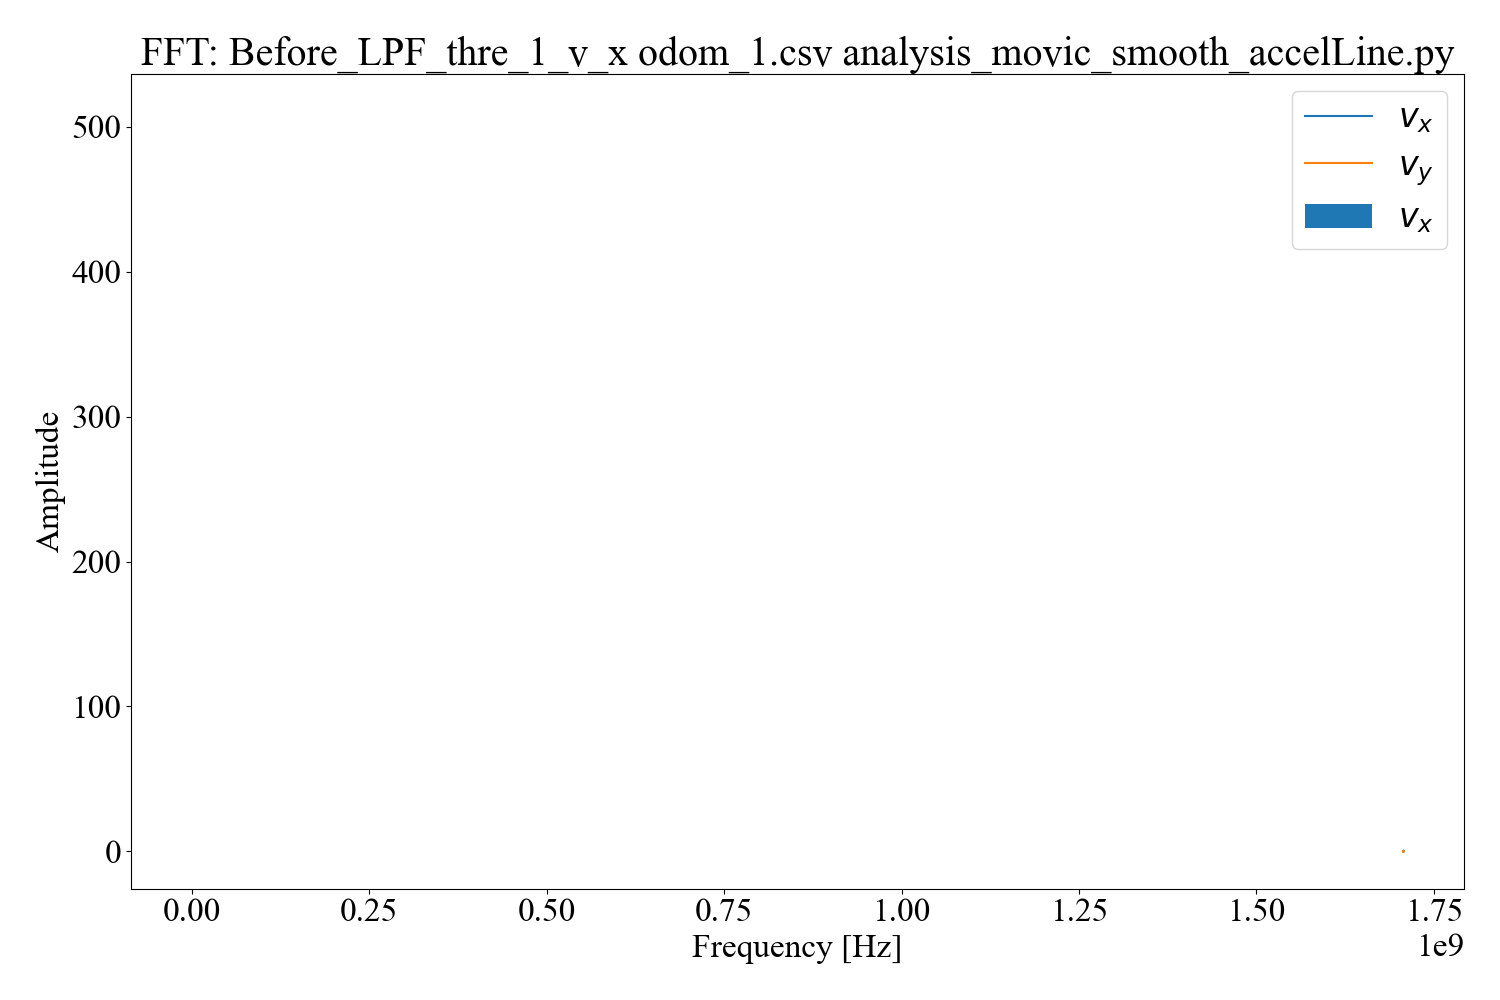 FFT: Before_LPF_thre_1_v_x odom_1.csv analysis_movic_smooth_accelLine.py
v_x
v_y
v_x
500
400
300
200
100
0
Amplitude
0.00 0.25 0.50 0.75 1.00 1.25 1.50 1.75
1e9
Frequency [Hz]